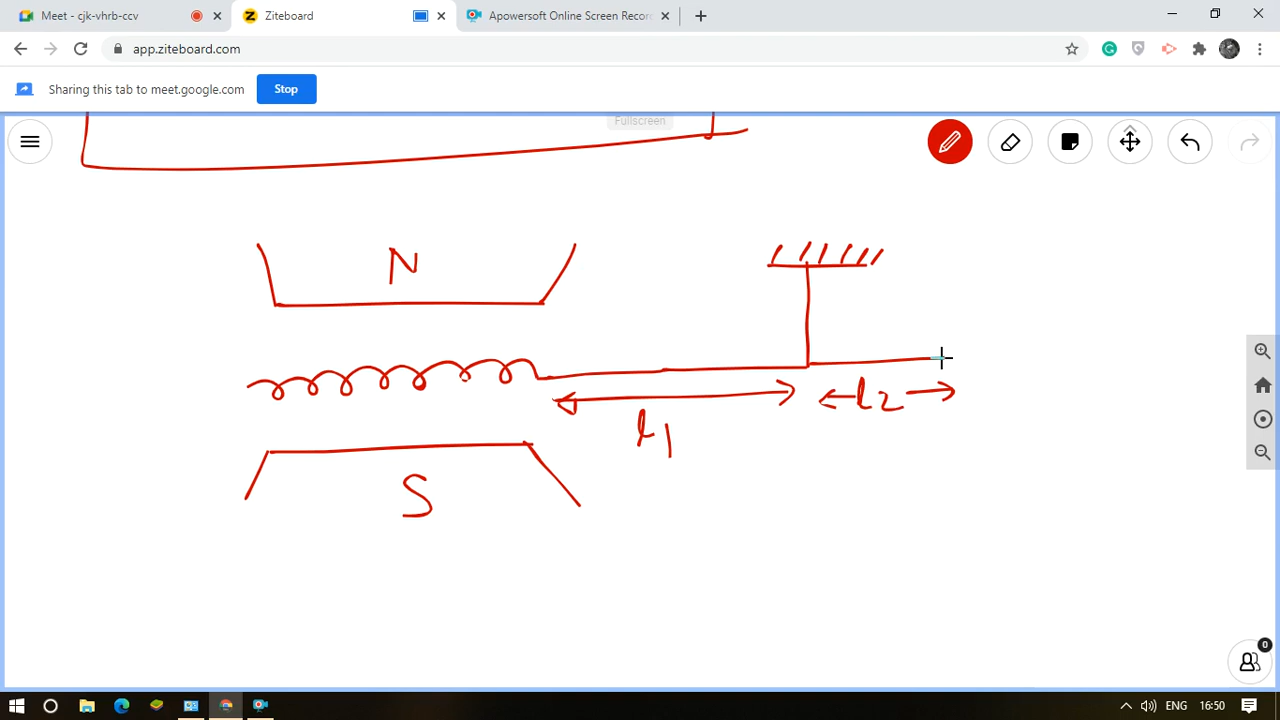 Meet - cjk-vhrb-ccv
Ziteboard
Apowersoft Online Screen Record
app.ziteboard.com
Sharing this tab to meet.google.com
Stop
Fullscreen
N
l1
l2
S
0
ENG
16:50